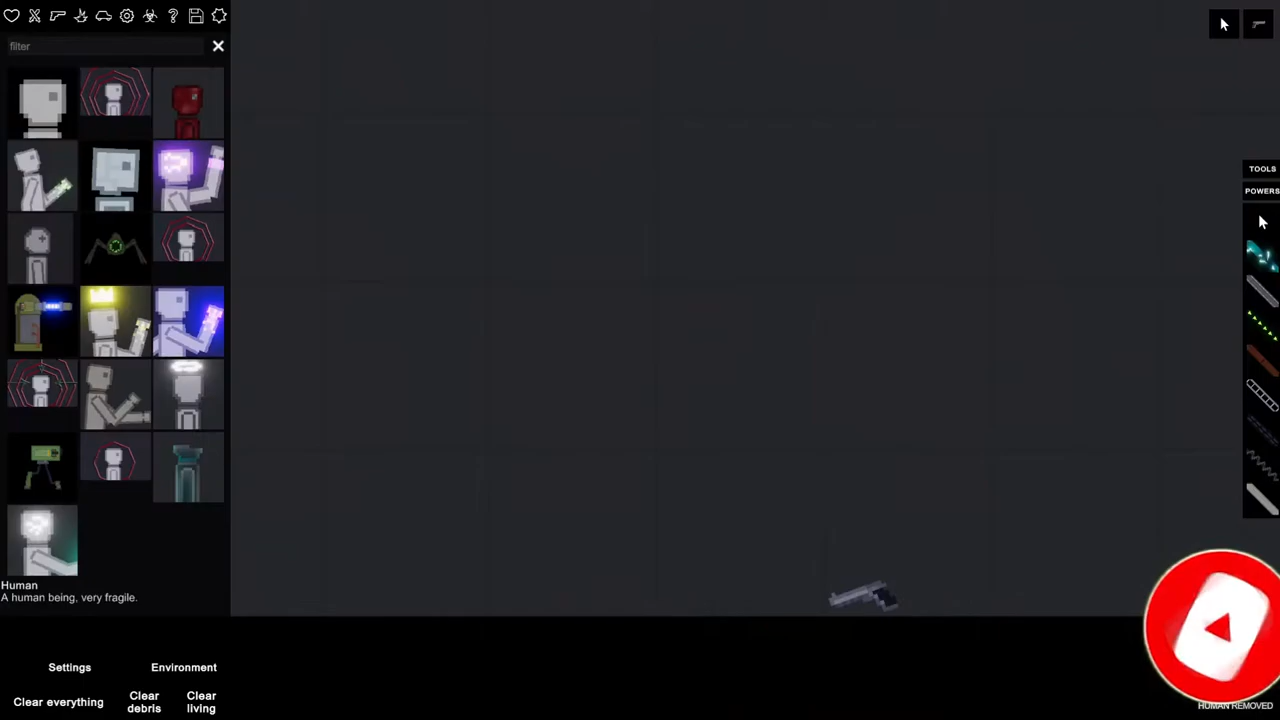 filter
TOOLS
POWERS
Human
A human being, very fragile.
Settings
Environment
Clear everything
Clear
debris
Clear
living
HUMAN REMOVED